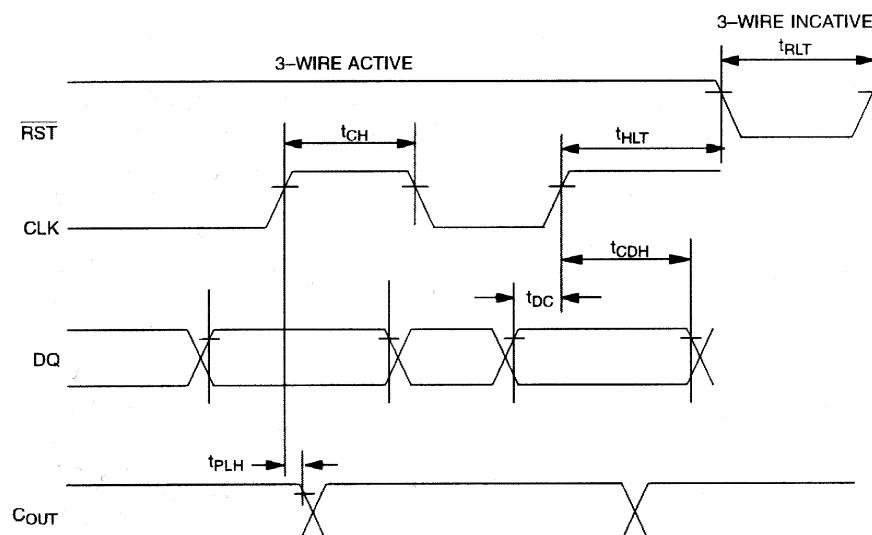 3–WIRE INCATIVE
3–WIRE ACTIVE
tRLT
RST
tCH
tHLT
CLK
tCDH
tDC
DQ
tPLH
COUT